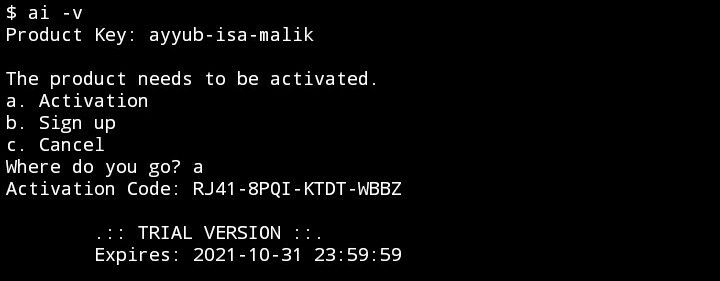 $ ai -v
Product Key: ayyub-isa-malik
The product needs to be activated.
a. Activation
b. Sign up
c. Cancel
Where do you go? a
Activation Code: RJ41-8PQI-KTDT-WBBZ
.:: TRIAL VERSION ::.
Expires: 2021-10-31 23:59:59